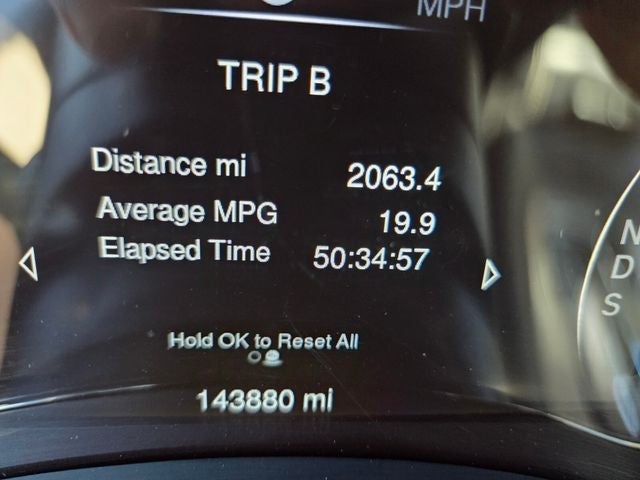 MPH
TRIP B
Distance mi 2063.4
Average MPG 19.9
Elapsed Time 50:34:57
N
D
S
Hold OK to Reset All
143880 mi